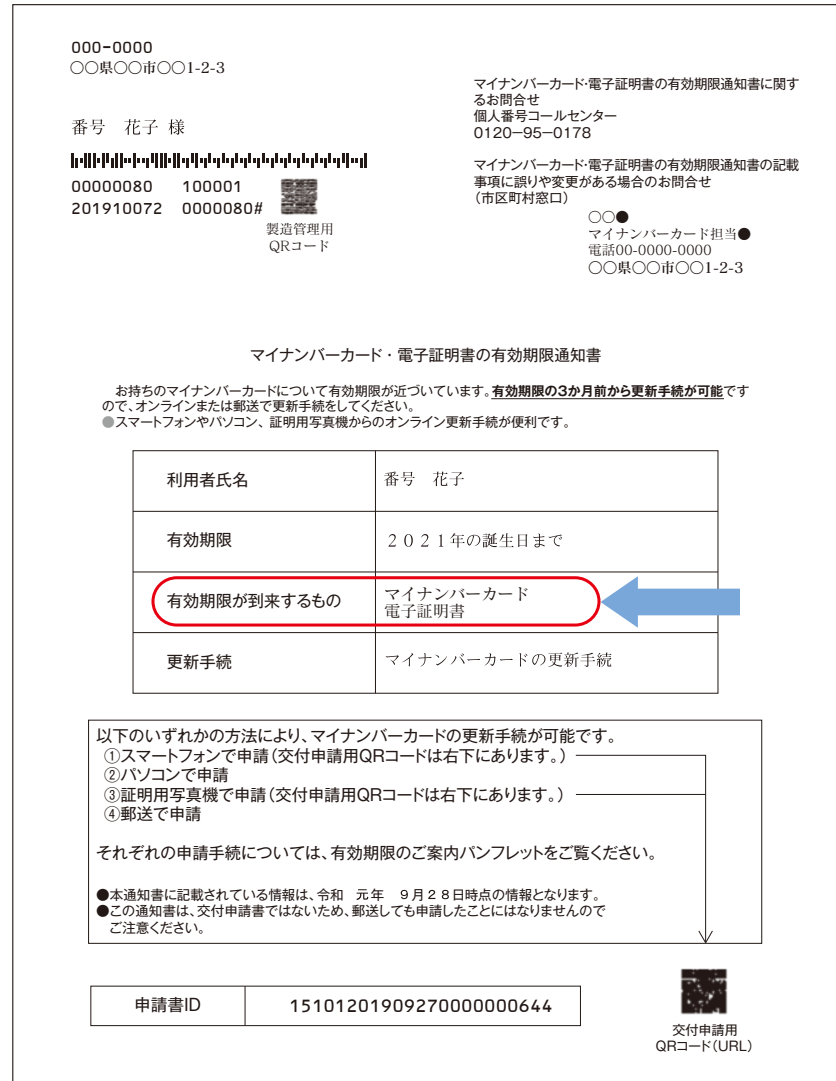 000-0000
〇〇県〇〇市〇〇1-2-3
番号　花子 様
00000080　100001
201910072　0000080#
製造管理用
QRコード
マイナンバーカード・電子証明書の有効期限通知書に関す
るお問合せ
個人番号コールセンター
0120-95-0178
マイナンバーカード・電子証明書の有効期限通知書の記載
事項に誤りや変更がある場合のお問合せ
（市区町村窓口）
〇〇●
マイナンバーカード担当●
電話00-0000-0000
〇〇県〇〇市〇〇1-2-3
マイナンバーカード・電子証明書の有効期限通知書
お持ちのマイナンバーカードについて有効期限が近づいています。有効期限の3か月前から更新手続が可能です
ので、オンラインまたは郵送で更新手続をしてください。
●スマートフォンやパソコン、証明用写真機からのオンライン更新手続が便利です。
利用者氏名　番号　花子
有効期限　２０２１年の誕生日まで
有効期限が到来するもの　マイナンバーカード
電子証明書
更新手続　マイナンバーカードの更新手続
以下のいずれかの方法により、マイナンバーカードの更新手続が可能です。
①スマートフォンで申請（交付申請用QRコードは右下にあります。）
②パソコンで申請
③証明用写真機で申請（交付申請用QRコードは右下にあります。）
④郵送で申請
それぞれの申請手続については、有効期限のご案内パンフレットをご覧ください。
●本通知書に記載されている情報は、令和　元年　９月２８日時点の情報となります。
●この通知書は、交付申請書ではないため、郵送しても申請したことにはなりませんので
ご注意ください。
申請書ID　15101201909270000000644
交付申請用
QRコード（URL）